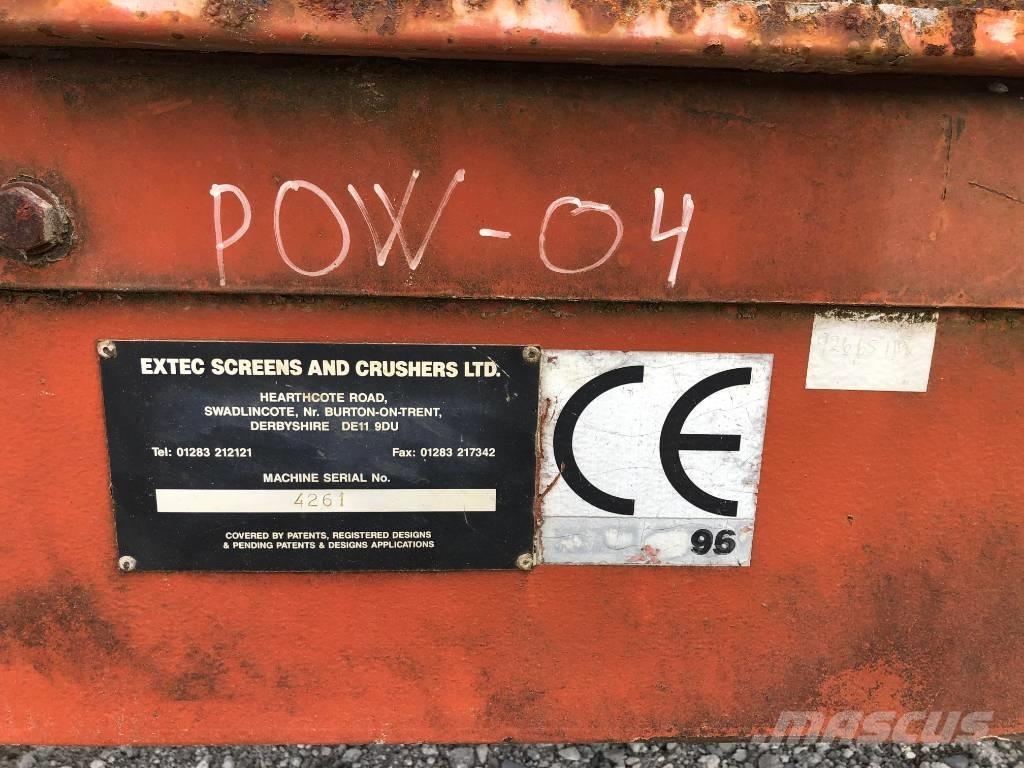 POW-04
EXTEC SCREENS AND CRUSHERS LTD.
HEARTHCOTE ROAD,
SWADLINCOTE, Nr. BURTON-ON-TRENT,
DERBYSHIRE DE11 9DU
Tel: 01283 212121 Fax: 01283 217342
MACHINE SERIAL No.
4261
COVERED BY PATENTS, REGISTERED DESIGNS
& PENDING PATENTS & DESIGNS APPLICATIONS
CE
96
MASCUS